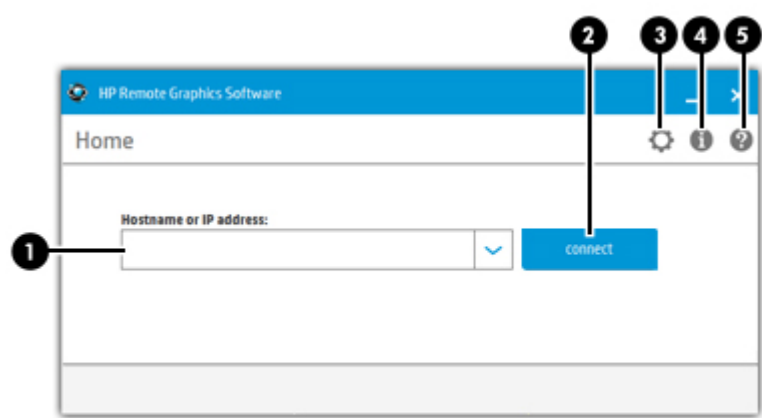 2 3 4 5
HP Remote Graphics Software
Home
Hostname or IP address:
1
connect